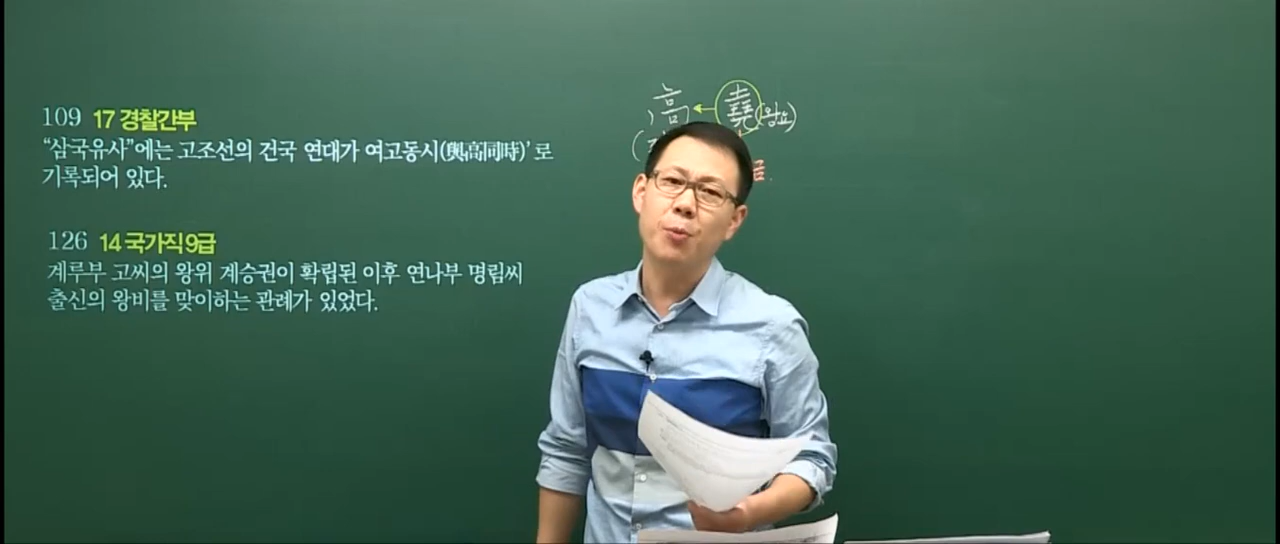 109 17 경찰간부
“삼국유사”에는 고조선의 건국 연대가 여고동시(與高同時)’로
기록되어 있다.
126 14 국가직9급
계루부 고씨의 왕위 계승권이 확립된 이후 연나부 명림씨
출신의 왕비를 맞이하는 관례가 있었다.
高 ← 堯 (왕요)